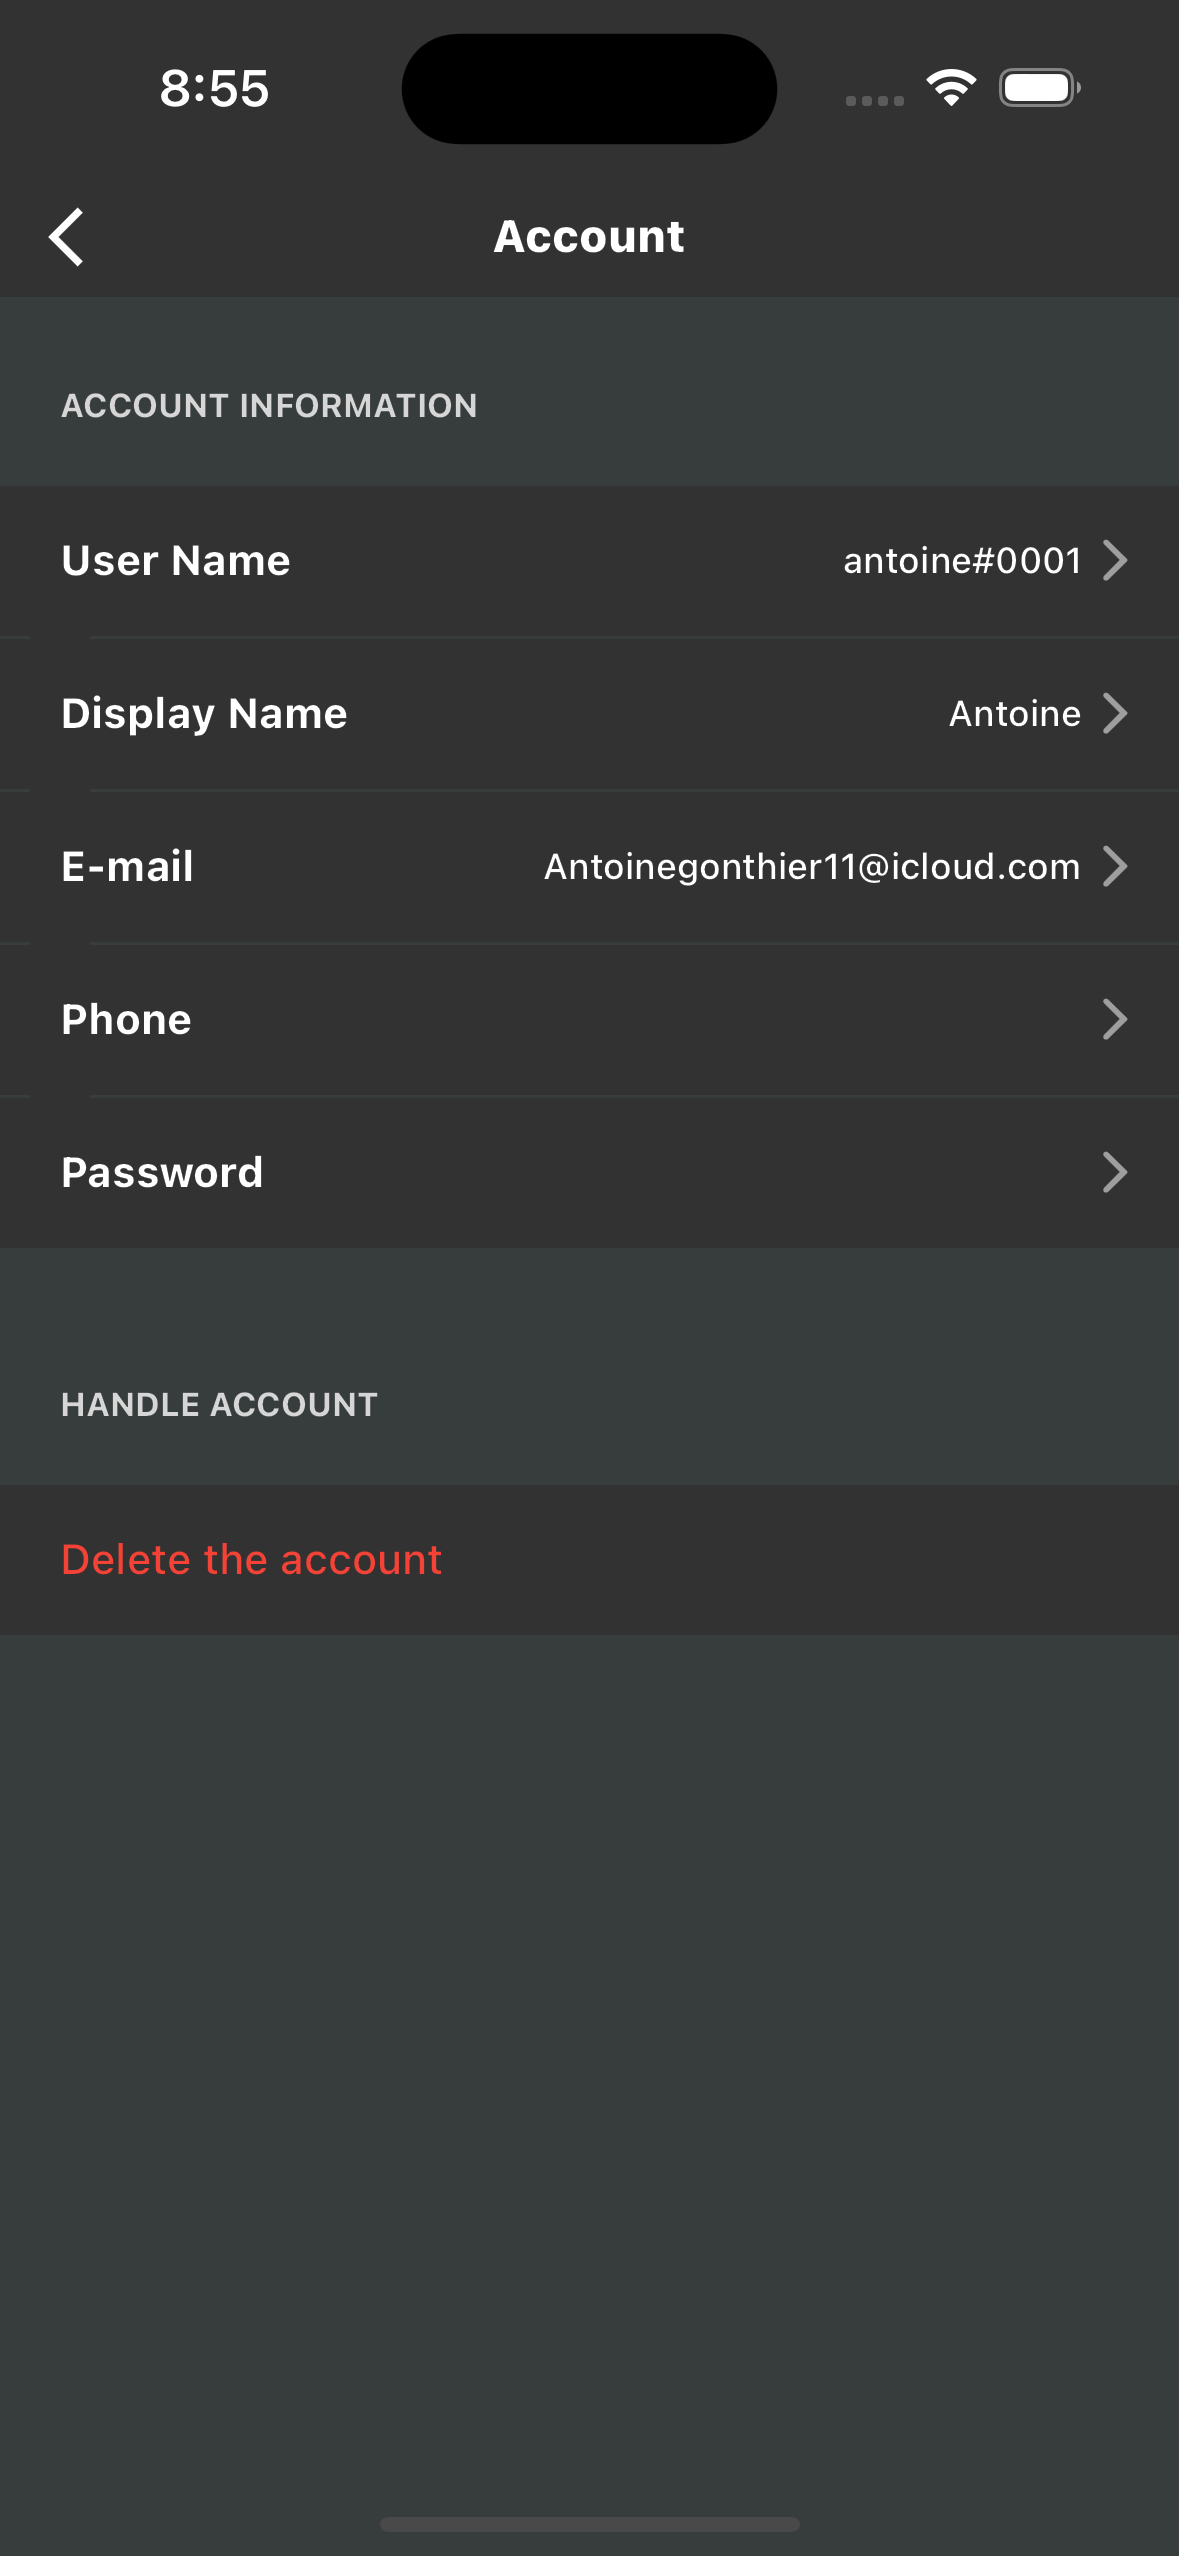 8:55
Account
ACCOUNT INFORMATION
User Name antoine#0001
Display Name Antoine
E-mail Antoinegonthier11@icloud.com
Phone
Password
HANDLE ACCOUNT
Delete the account